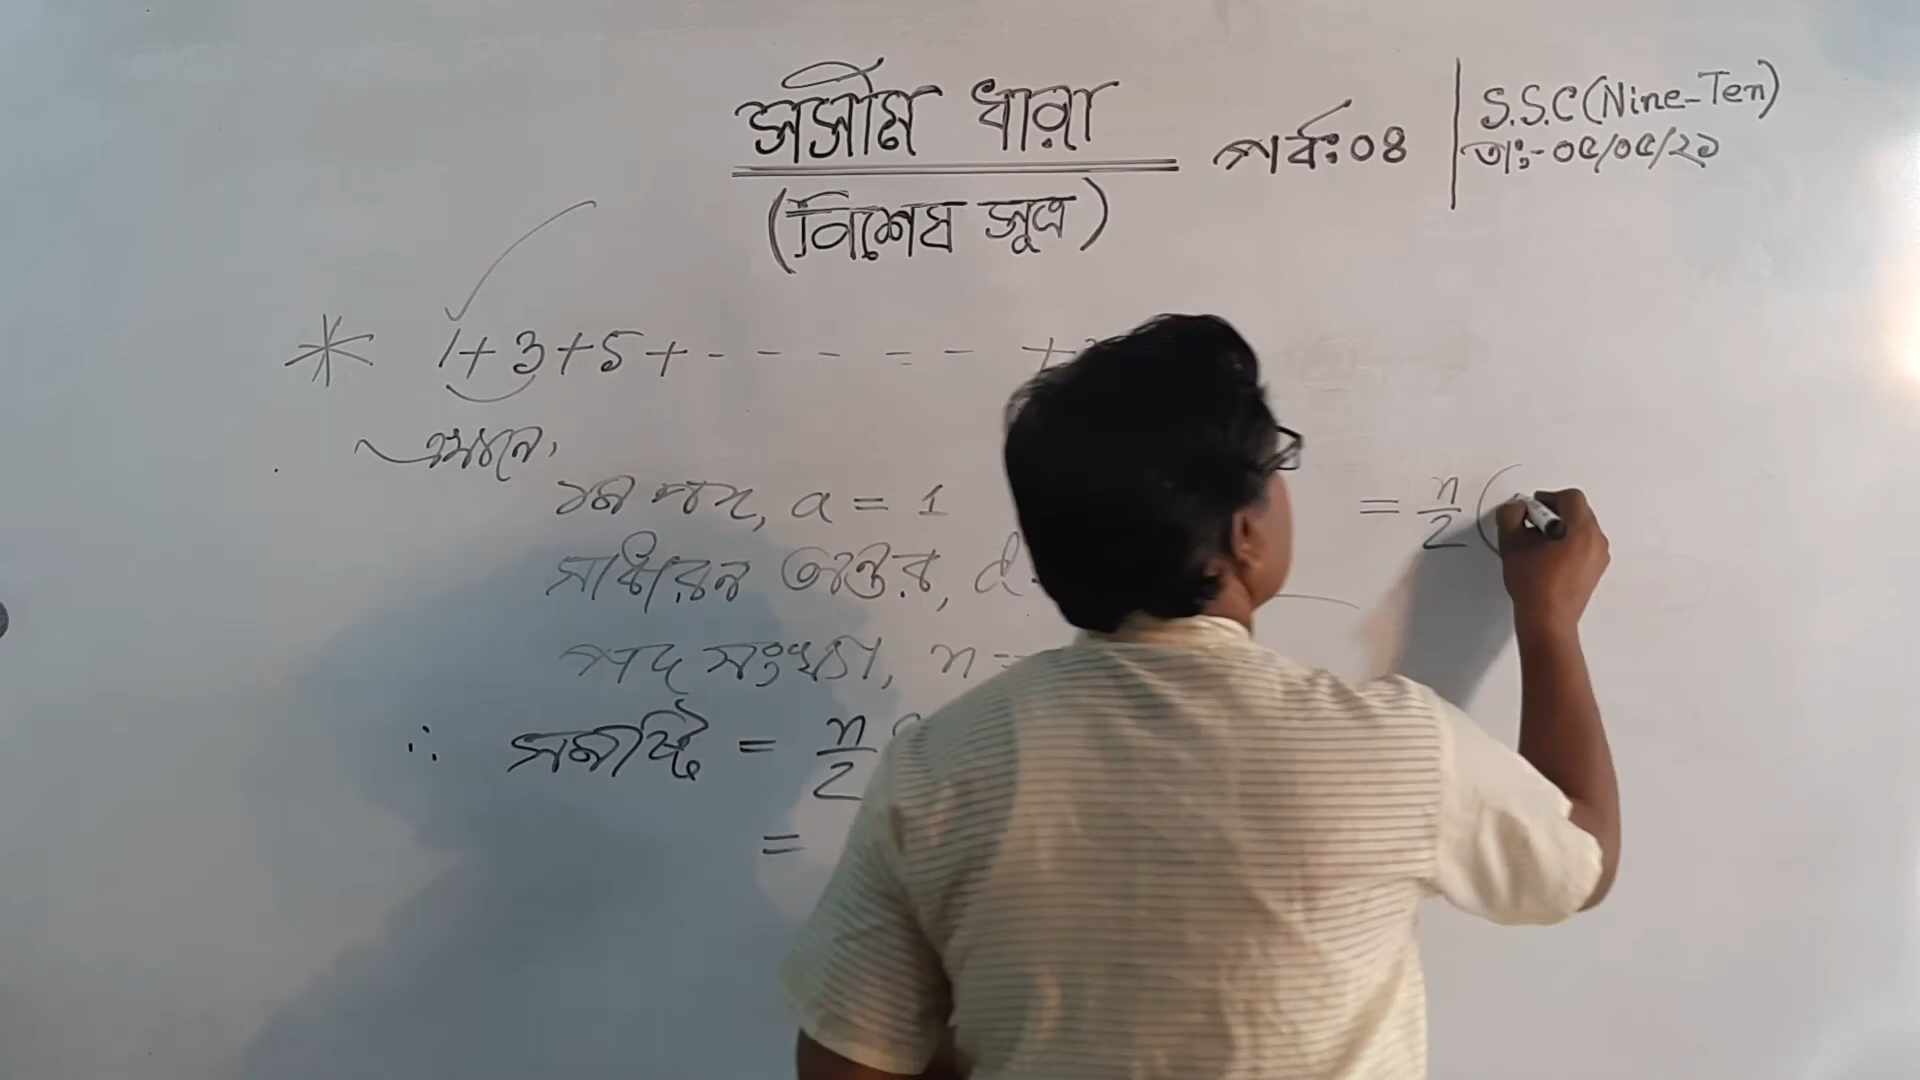 সসীম ধারা
(বিশেষ সূত্র)
পর্ব:০৪
S.S.C (Nine-Ten)
তাং:-০৫/০৫/২১
* 1+3+5+ - - - = - +
এখানে,
১ম পদ, a = 1
সাধারন অন্তর, d
পদ সংখ্যা, n =
∴ সমষ্টি = n/2
=
= n/2 (